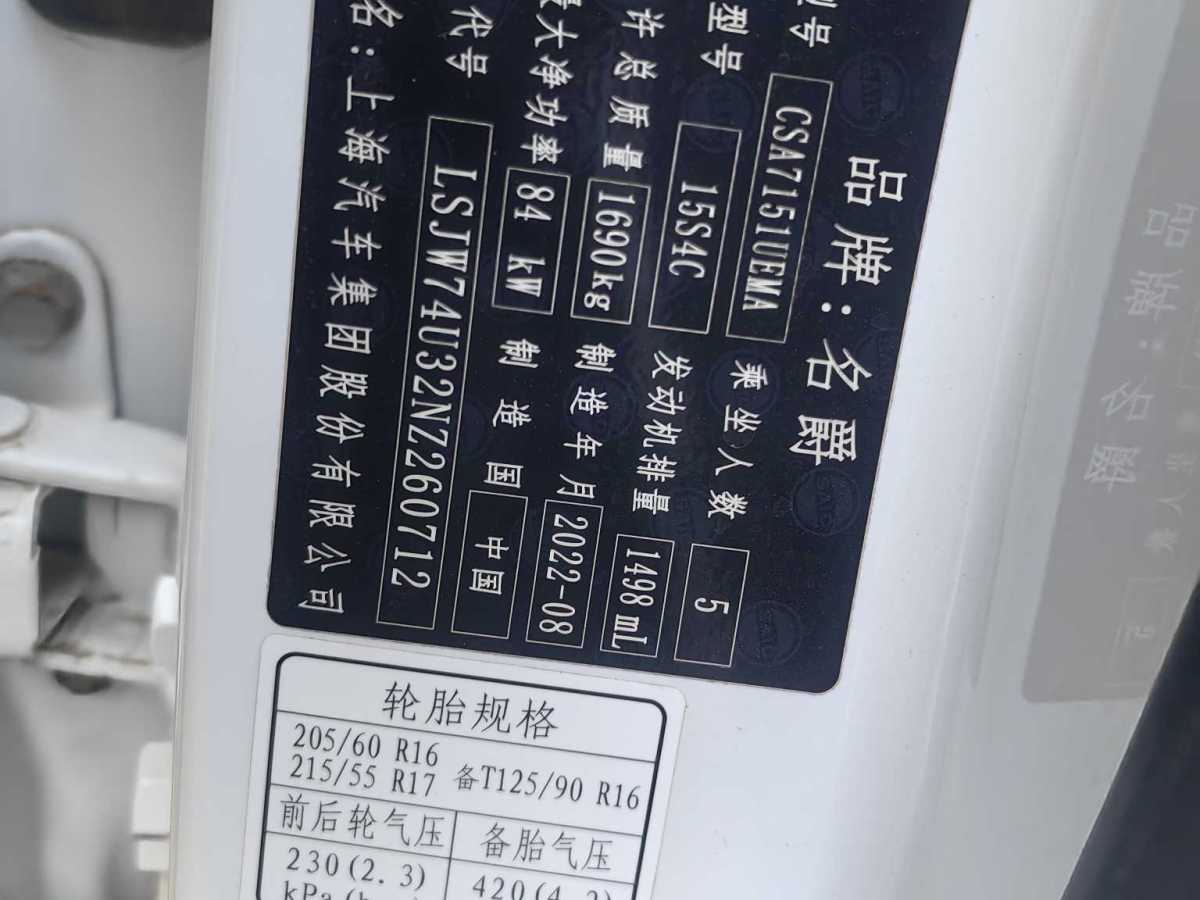 品牌:名爵
型号 CSA7151UEMA 乘坐人数 5
型号 15S4C 发动机排量 1498 mL
许总质量 1690kg 制造年月 2022-08
最大净功率 84 kW 制造国 中国
代号 LSJW74U32NZ260712
名:上海汽车集团股份有限公司
轮胎规格
205/60 R16
215/55 R17 备T125/90 R16
前后轮气压 备胎气压
230(2.3) 420(4.2)
kPa